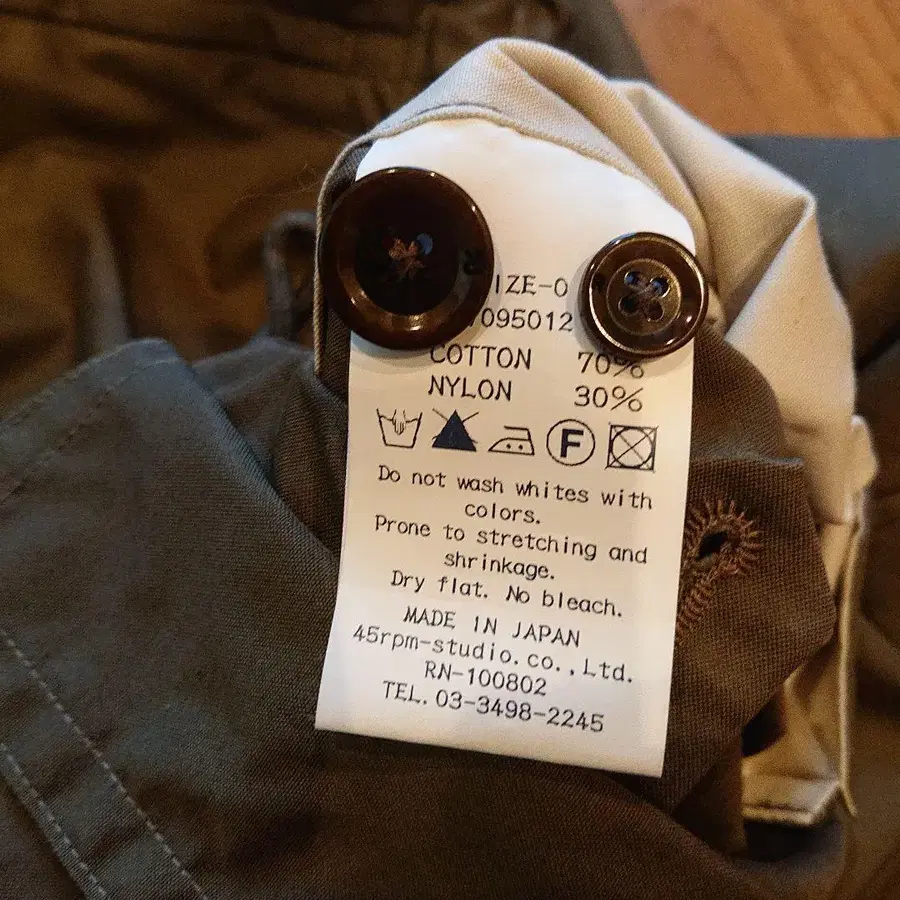 IZE-0
095012
COTTON 70%
NYLON 30%
F
Do not wash whites with
colors.
Prone to stretching and
shrinkage.
Dry flat. No bleach.
MADE IN JAPAN
45rpm-studio.co.,Ltd.
RN-100802
TEL.03-3498-2245